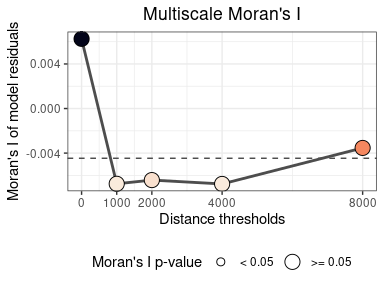 Multiscale Moran's I
Moran's I of model residuals
0.004
0.000
-0.004
0 1000 2000 4000 8000
Distance thresholds
Moran's I p-value < 0.05 >= 0.05